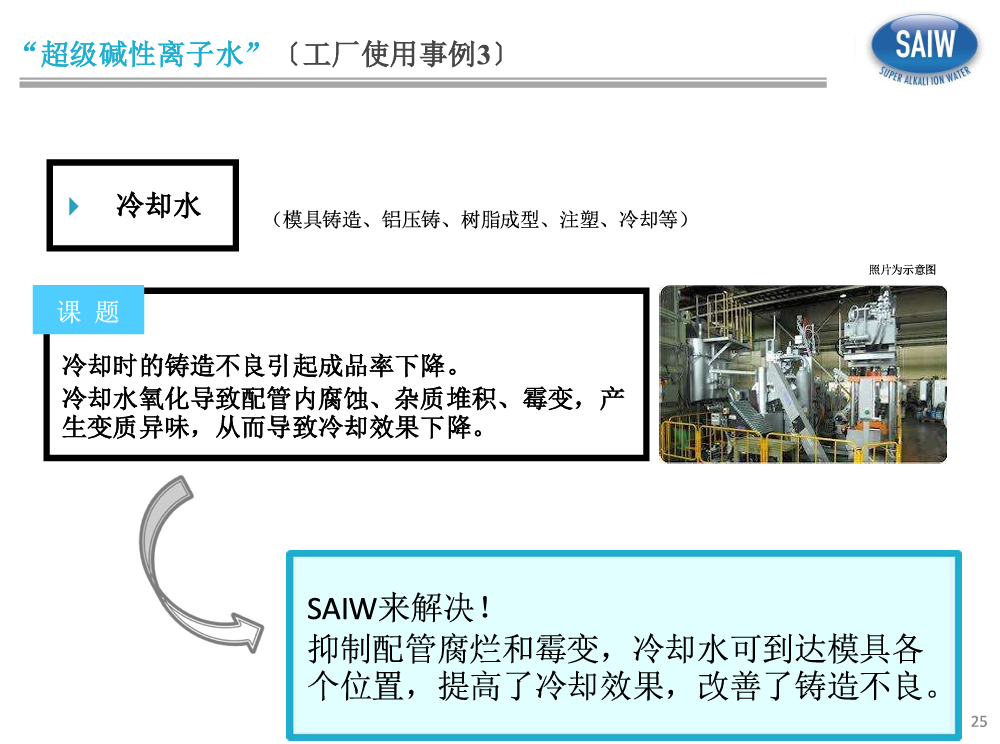 “超级碱性离子水”〔工厂使用事例3〕
SAIW
SUPER ALKALI ION WATER
冷却水
（模具铸造、铝压铸、树脂成型、注塑、冷却等）
照片为示意图
课 题
冷却时的铸造不良引起成品率下降。
冷却水氧化导致配管内腐蚀、杂质堆积、霉变，产
生变质异味，从而导致冷却效果下降。
SAIW来解决！
抑制配管腐烂和霉变，冷却水可到达模具各
个位置，提高了冷却效果，改善了铸造不良。
25